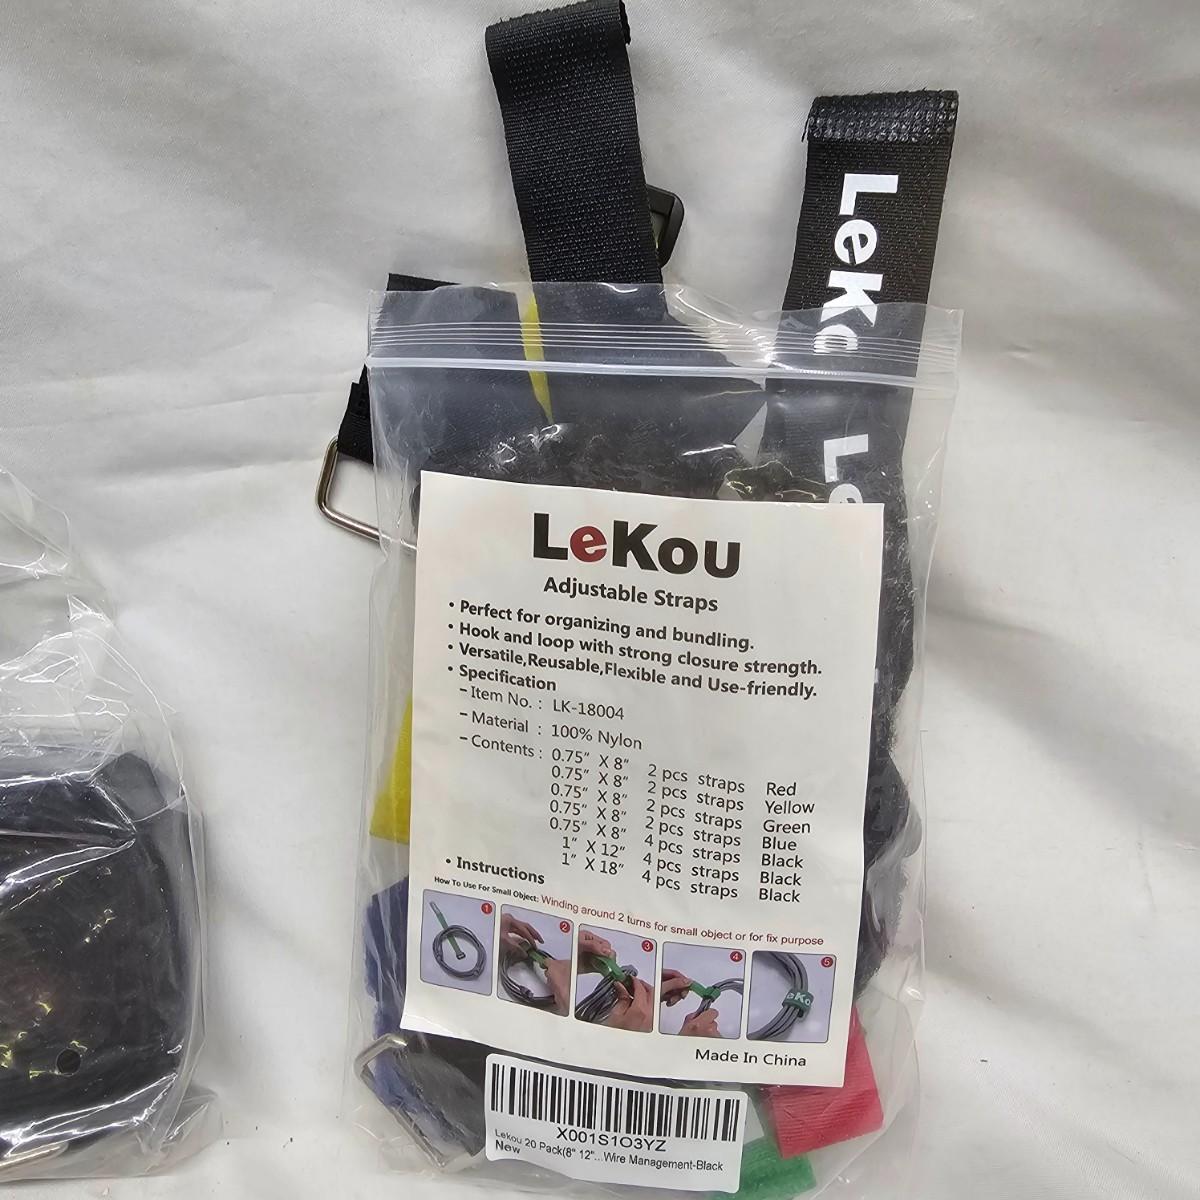 LeKo
Le
LeKou
Adjustable Straps
• Perfect for organizing and bundling.
• Hook and loop with strong closure strength.
• Versatile,Reusable,Flexible and Use-friendly.
• Specification
– Item No. : LK-18004
– Material : 100% Nylon
– Contents : 0.75" X 8" 2 pcs straps Red
0.75" X 8" 2 pcs straps Yellow
0.75" X 8" 2 pcs straps Green
0.75" X 8" 2 pcs straps Blue
0.75" X 8" 4 pcs straps Black
1" X 12" 4 pcs straps Black
1" X 18" 4 pcs straps Black
• Instructions
How To Use For Small Object: Winding around 2 turns for small object or for fix purpose
1 2 3 4 5
eKo
Made In China
X001S1O3YZ
Lekou 20 Pack(8" 12"...Wire Management-Black
New